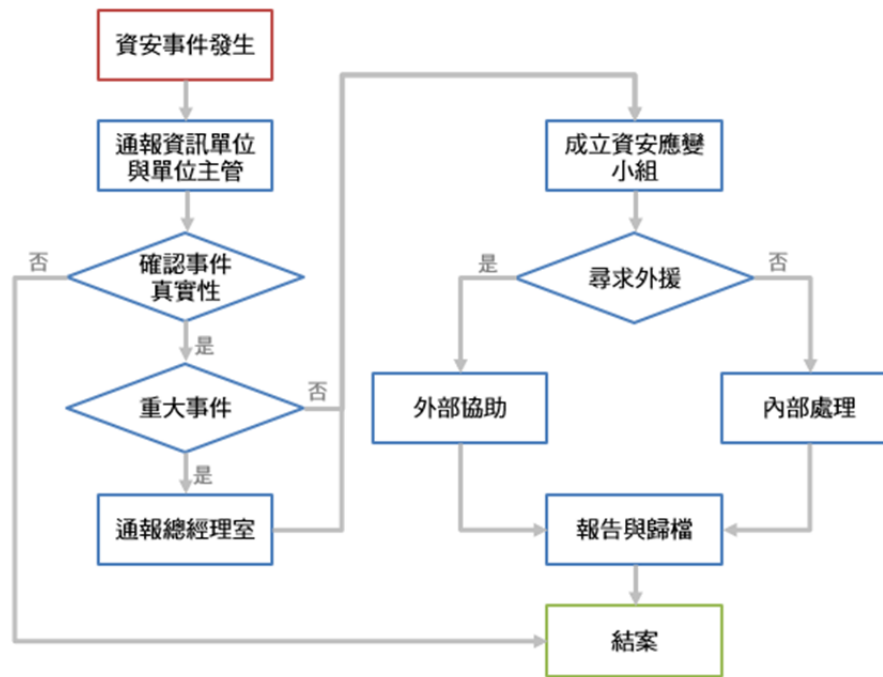 資安事件發生
通報資訊單位
與單位主管
否
確認事件
真實性
是
重大事件
否
是
通報總經理室
成立資安應變
小組
是
尋求外援
否
外部協助
內部處理
報告與歸檔
結案